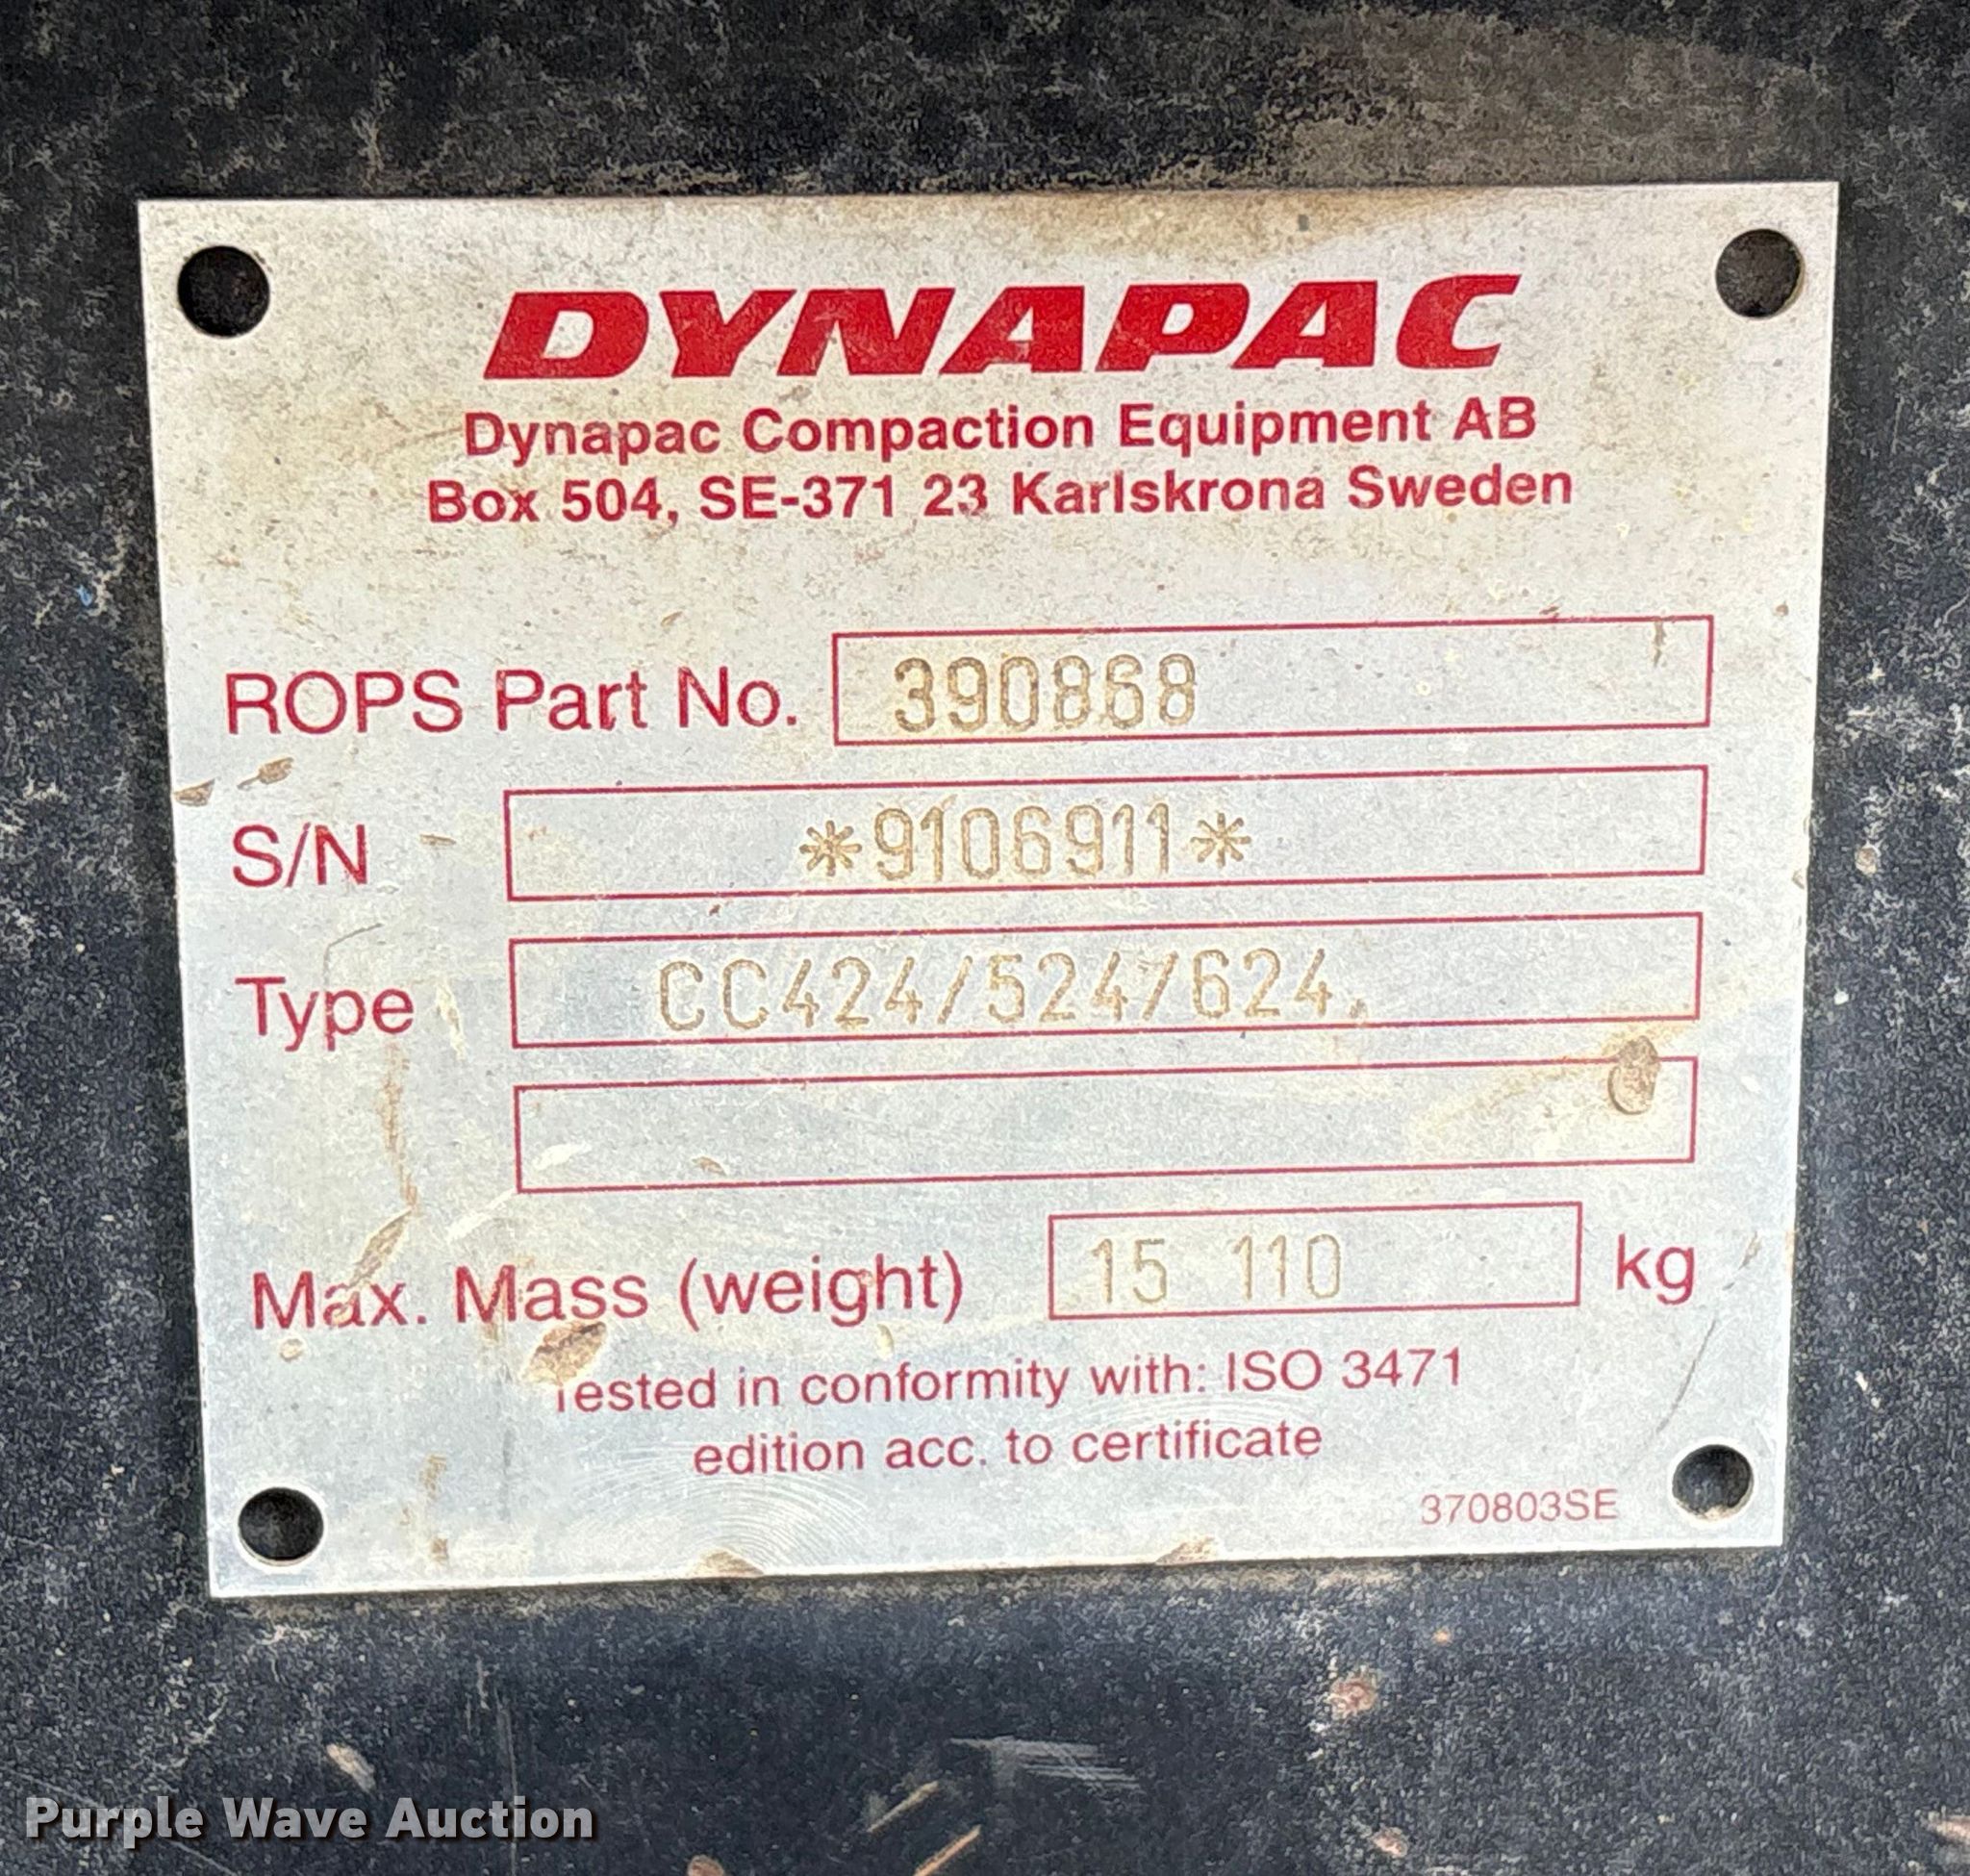 DYNAPAC
Dynapac Compaction Equipment AB
Box 504, SE-371 23 Karlskrona Sweden
ROPS Part No. 390868
S/N *9106911*
Type CC424/524/624,
Max. Mass (weight) 15 110 kg
Tested in conformity with: ISO 3471
edition acc. to certificate
370803SE
Purple Wave Auction